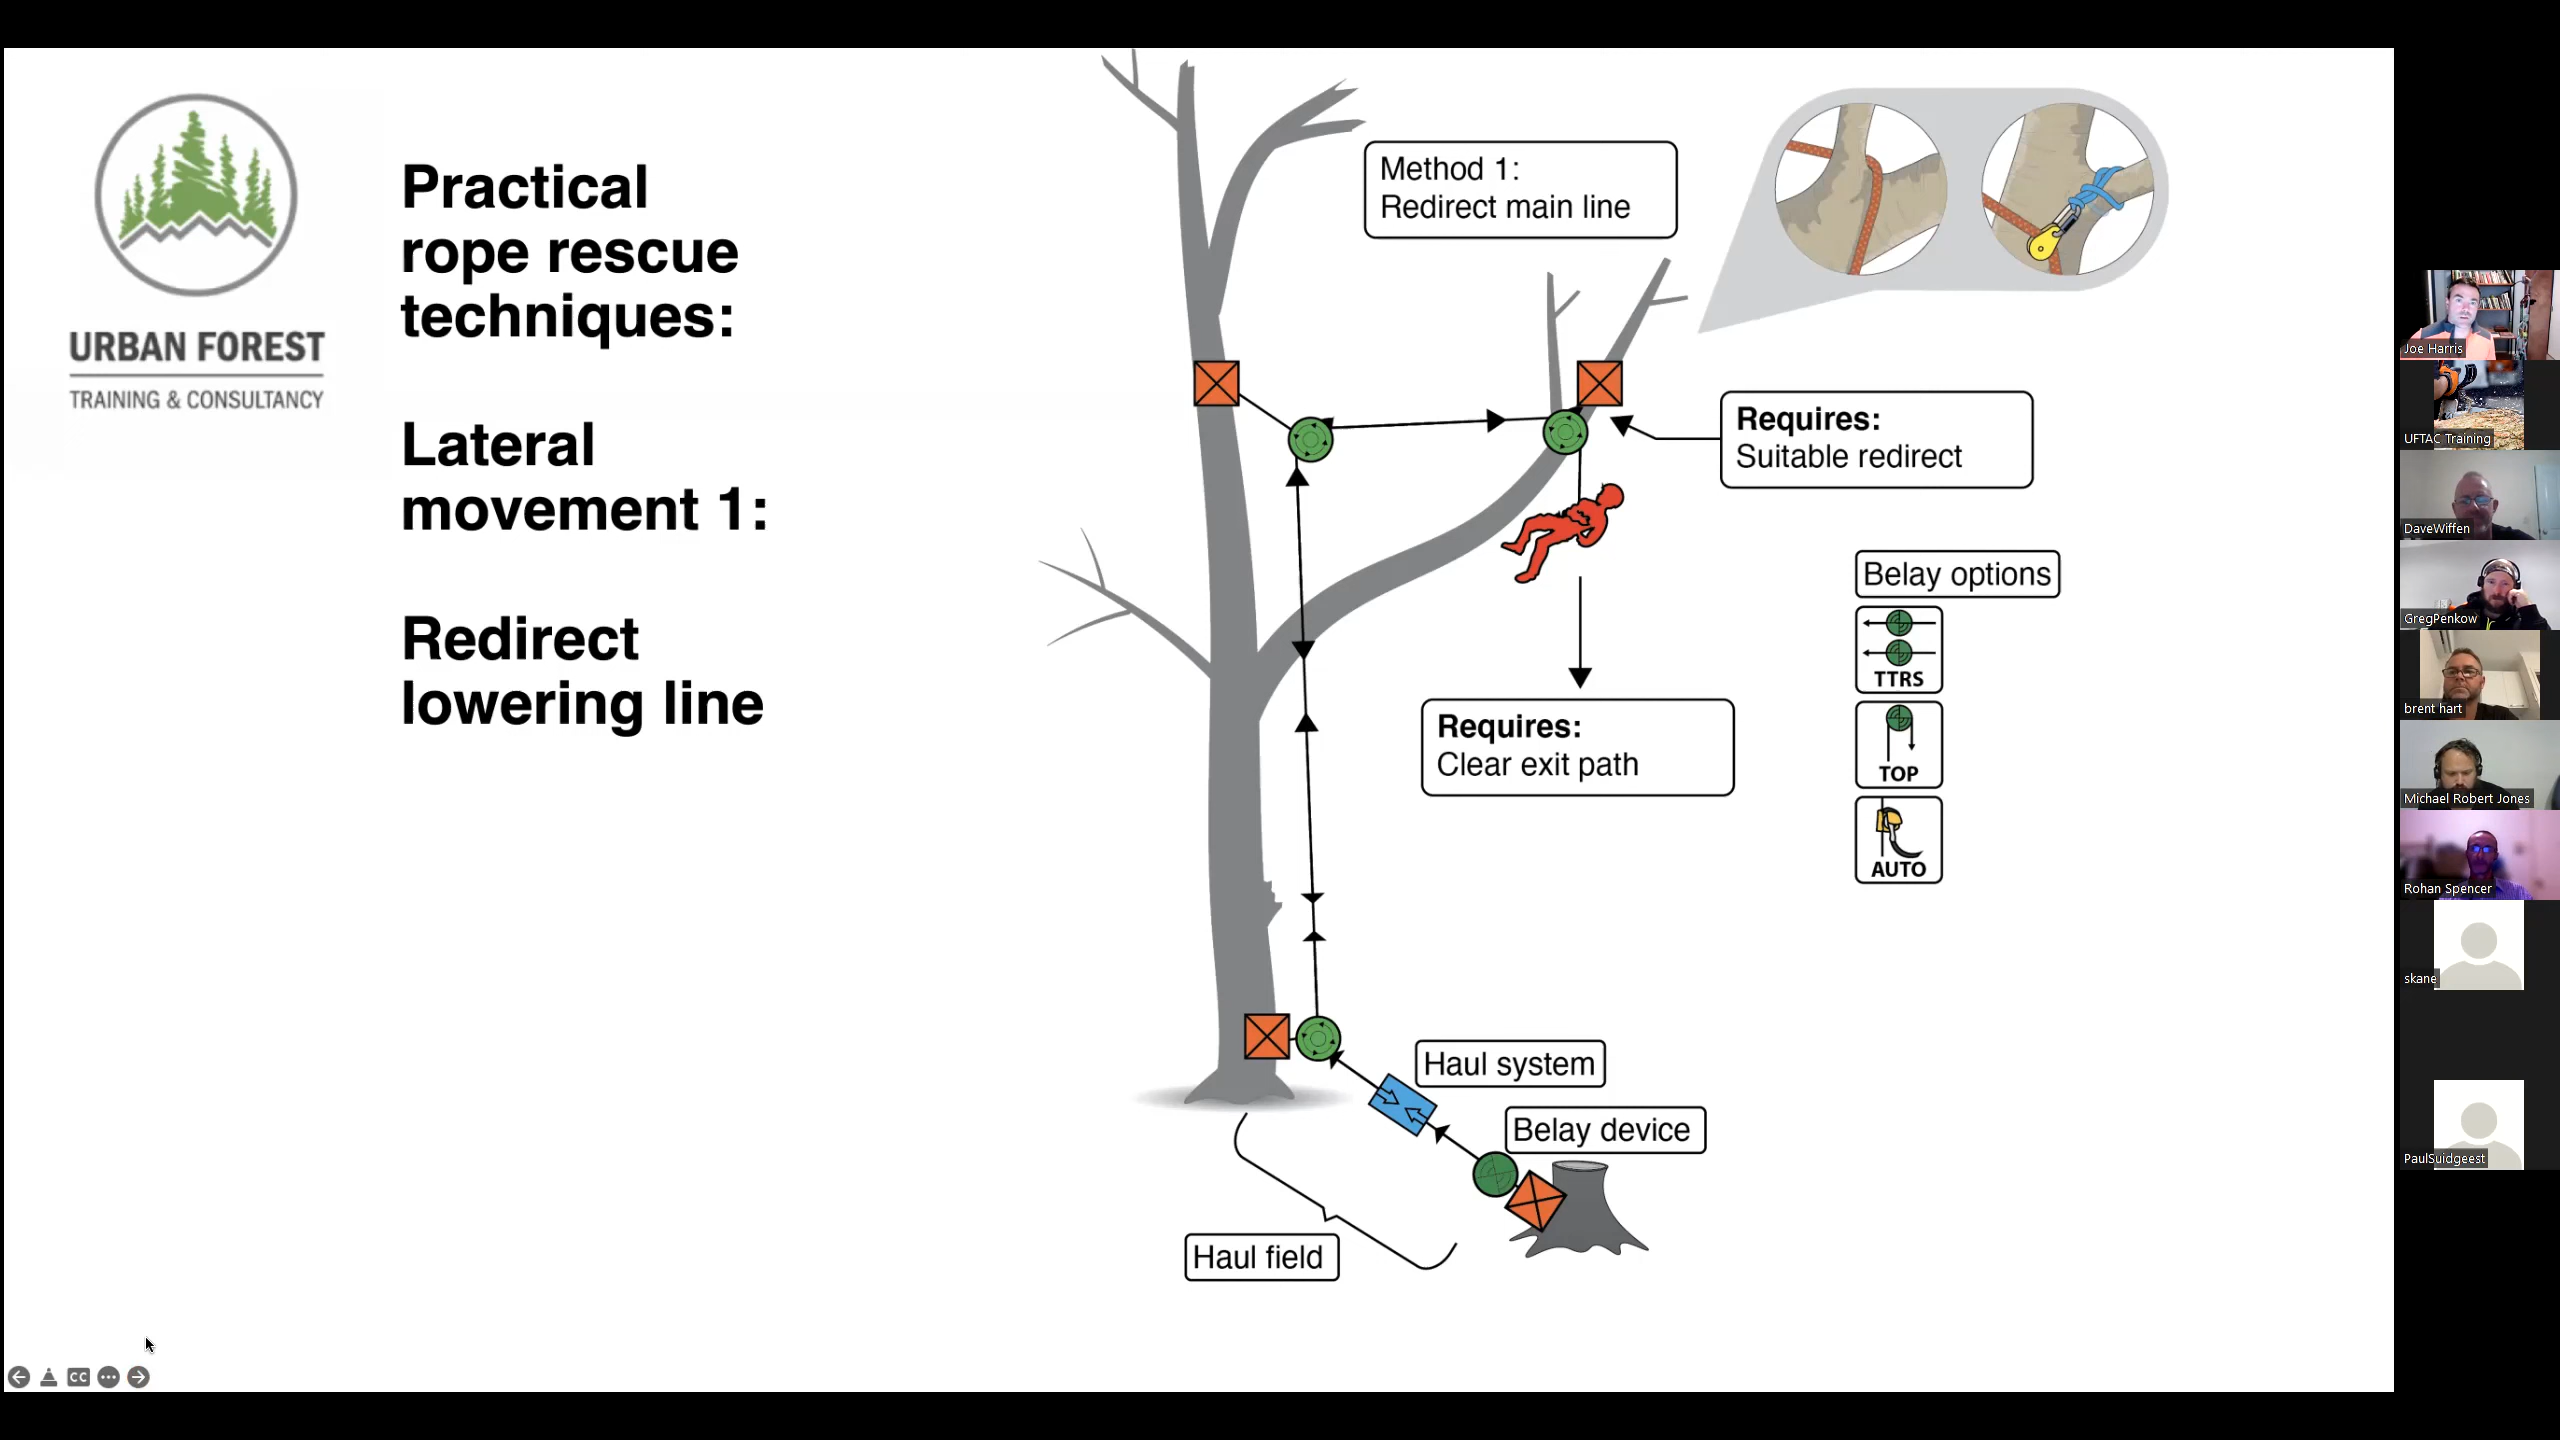 URBAN FOREST
TRAINING & CONSULTANCY
Practical
rope rescue
techniques:
Lateral
movement 1:
Redirect
lowering line
Method 1:
Redirect main line
Requires:
Suitable redirect
Requires:
Clear exit path
Belay options
TTRS
TOP
AUTO
Haul system
Belay device
Haul field
CC
Joe Harris
UFTAC Training
DaveWiffen
GregPenkow
brent hart
Michael Robert Jones
Rohan Spencer
skane
PaulSuidgeest